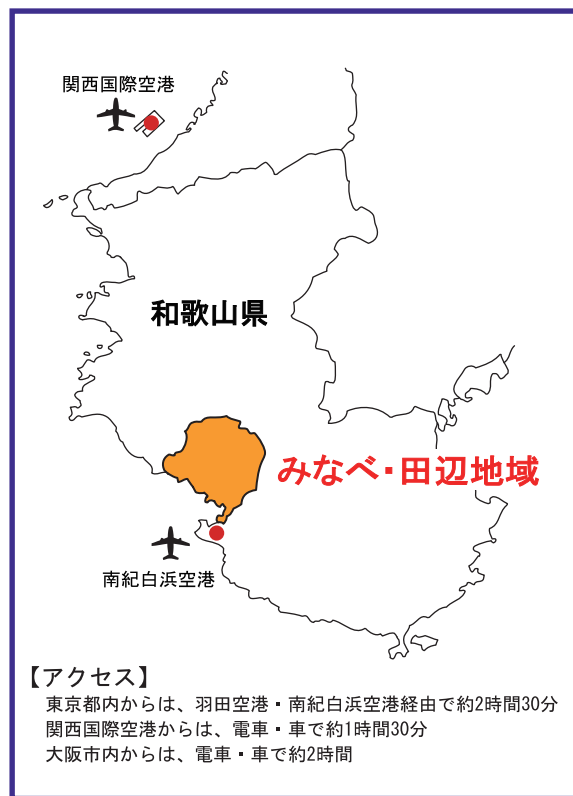 関西国際空港
和歌山県
みなべ・田辺地域
南紀白浜空港
【アクセス】
東京都内からは、羽田空港・南紀白浜空港経由で約2時間30分
関西国際空港からは、電車・車で約1時間30分
大阪市内からは、電車・車で約2時間